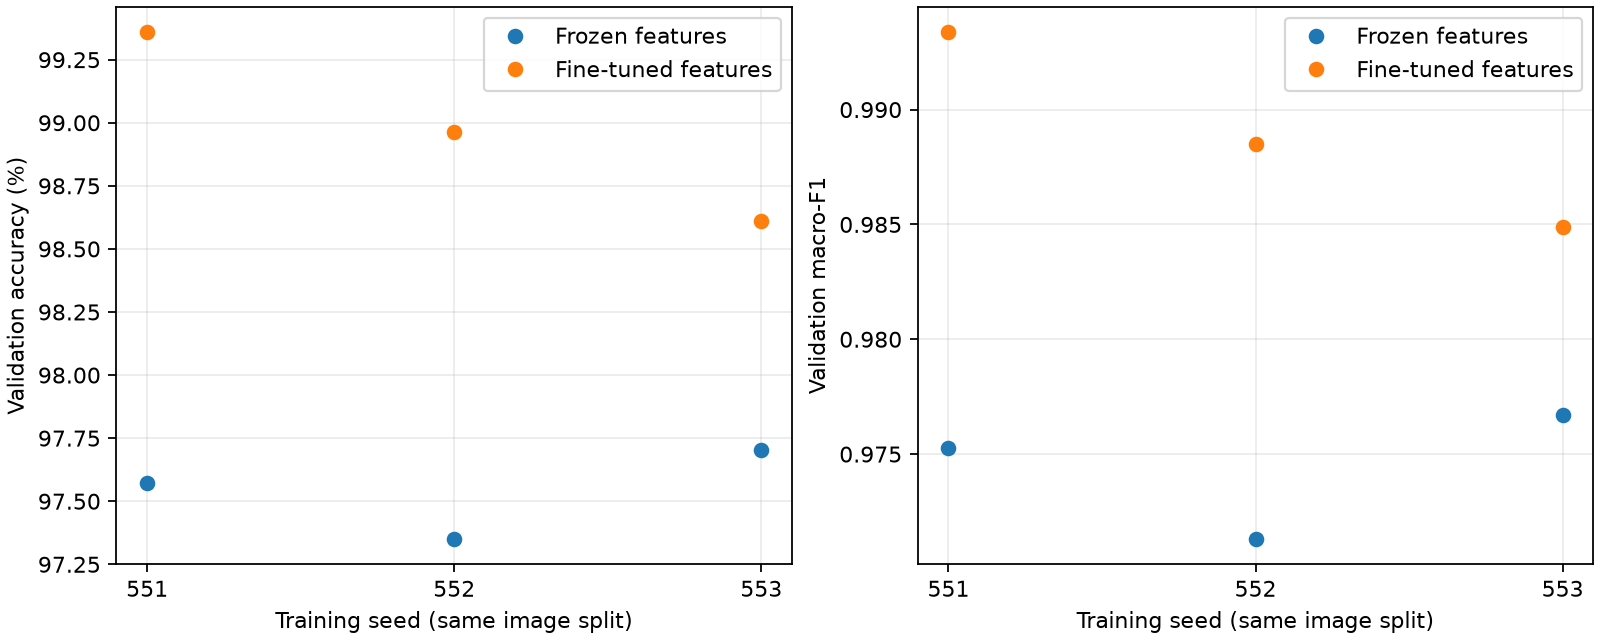 Validation accuracy (%)
99.25
99.00
98.75
98.50
98.25
98.00
97.75
97.50
97.25
551
552
553
Training seed (same image split)
Frozen features
Fine-tuned features
Validation macro-F1
0.990
0.985
0.980
0.975
551
552
553
Training seed (same image split)
Frozen features
Fine-tuned features